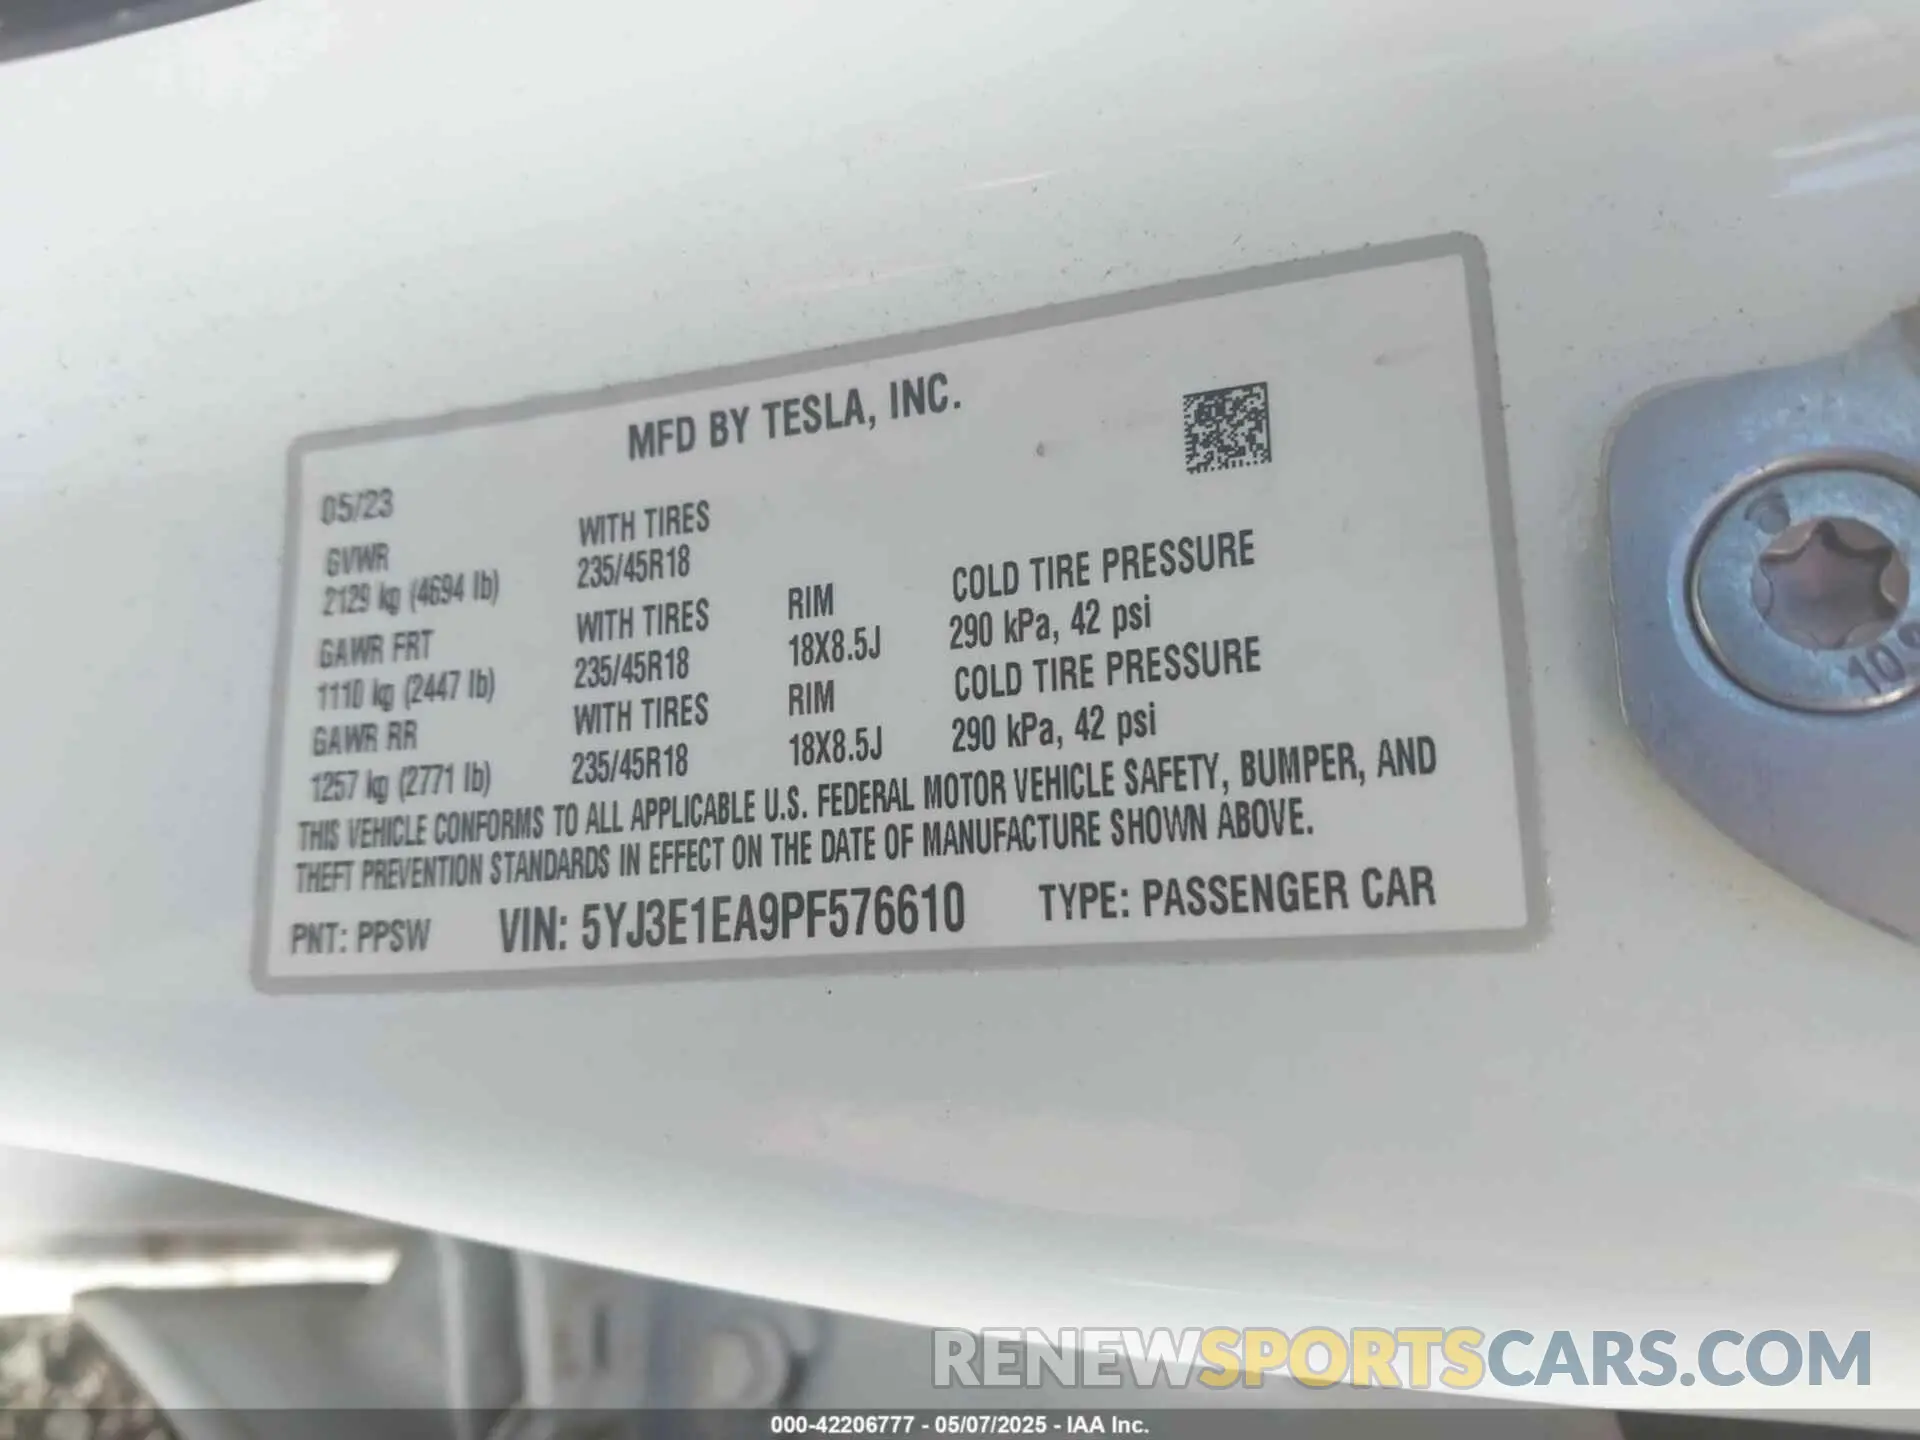 MFD BY TESLA, INC.
05/23
GVWR
2129 kg (4694 lb)
WITH TIRES
235/45R18
GAWR FRT
1110 kg (2447 lb)
WITH TIRES
235/45R18
RIM
18X8.5J
COLD TIRE PRESSURE
290 kPa, 42 psi
GAWR RR
1257 kg (2771 lb)
WITH TIRES
235/45R18
RIM
18X8.5J
COLD TIRE PRESSURE
290 kPa, 42 psi
THIS VEHICLE CONFORMS TO ALL APPLICABLE U.S. FEDERAL MOTOR VEHICLE SAFETY, BUMPER, AND
THEFT PREVENTION STANDARDS IN EFFECT ON THE DATE OF MANUFACTURE SHOWN ABOVE.
PNT: PPSW VIN: 5YJ3E1EA9PF576610 TYPE: PASSENGER CAR
RENEWSPORTSCARS.COM
000-42206777 - 05/07/2025 - IAA Inc.